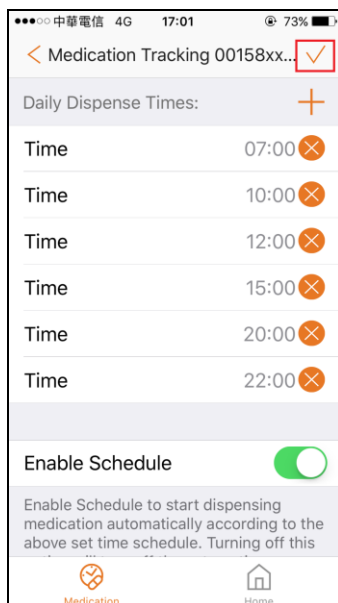 中華電信 4G 17:01 73%
Medication Tracking 00158xx...
Daily Dispense Times:
Time 07:00
Time 10:00
Time 12:00
Time 15:00
Time 20:00
Time 22:00
Enable Schedule
Enable Schedule to start dispensing
medication automatically according to the
above set time schedule. Turning off this
Medication Home